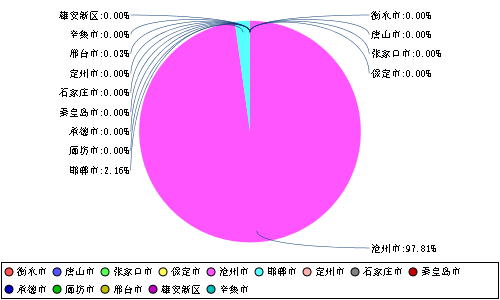 雄安新区:0.00%
辛集市:0.00%
邢台市:0.03%
定州市:0.00%
石家庄市:0.00%
秦皇岛市:0.00%
承德市:0.00%
廊坊市:0.00%
邯郸市:2.16%
衡水市:0.00%
唐山市:0.00%
张家口市:0.00%
保定市:0.00%
沧州市:97.81%
衡水市 唐山市 张家口市 保定市 沧州市 邯郸市 定州市 石家庄市 秦皇岛市
承德市 廊坊市 邢台市 雄安新区 辛集市